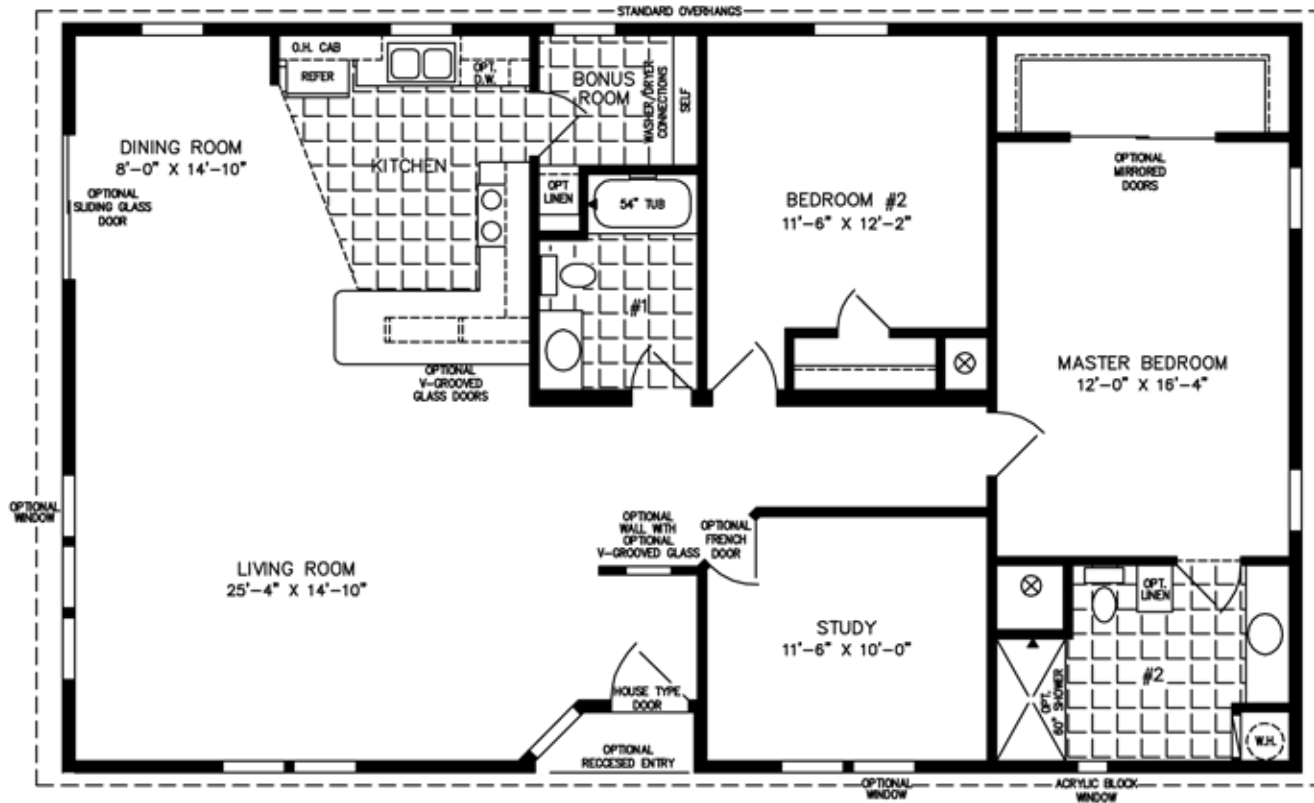 STANDARD OVERHANGS
O.H. CAB
REFER
OPT.
D.W.
BONUS
ROOM
WASHER/DRYER
CONNECTIONS
SELF
DINING ROOM
8'-0" X 14'-10"
OPTIONAL
SLIDING GLASS
DOOR
KITCHEN
OPT
LINEN
54" TUB
BEDROOM #2
11'-6" X 12'-2"
OPTIONAL
MIRRORED
DOORS
#1
MASTER BEDROOM
12'-0" X 16'-4"
OPTIONAL
V-GROOVED
GLASS DOORS
OPTIONAL
WINDOW
OPTIONAL
WALL WITH
OPTIONAL
V-GROOVED GLASS
OPTIONAL
FRENCH
DOOR
LIVING ROOM
25'-4" X 14'-10"
STUDY
11'-6" X 10'-0"
OPT.
LINEN
#2
OPT.
60" SHOWER
HOUSE TYPE
DOOR
W.H.
OPTIONAL
RECCESED ENTRY
OPTIONAL
WINDOW
ACRYLIC BLOCK
WINDOW